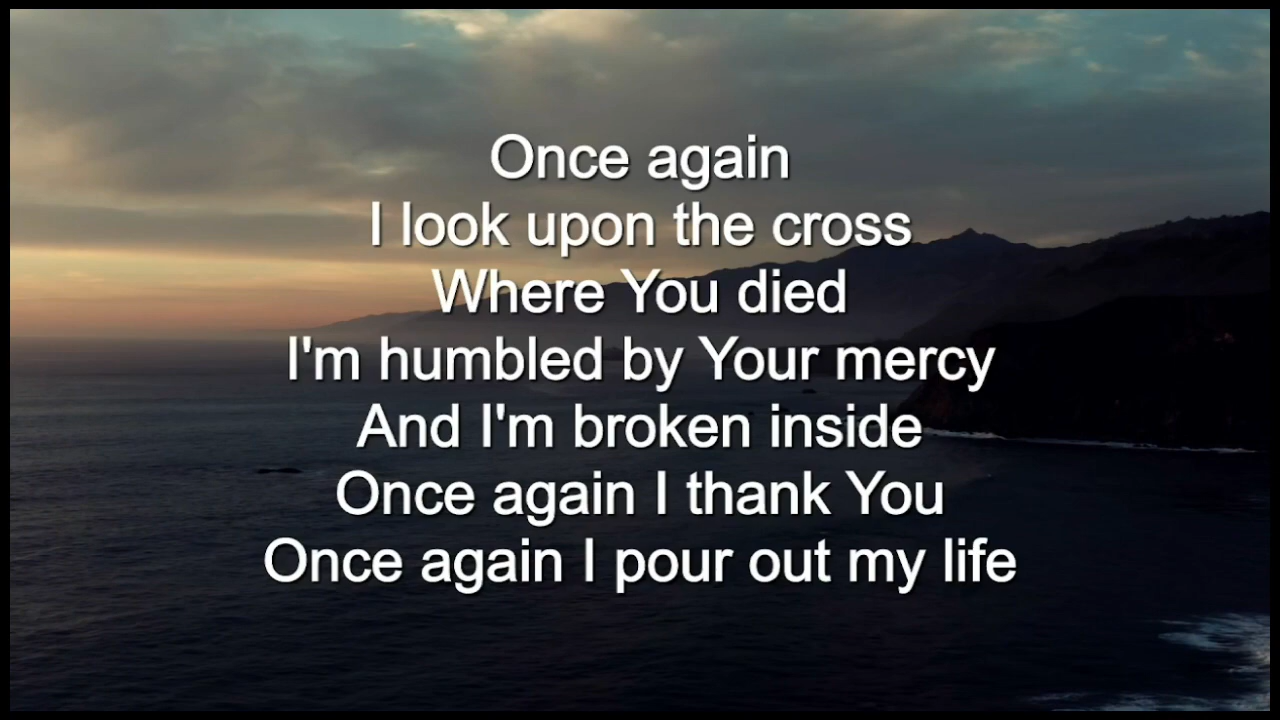 Once again
I look upon the cross
Where You died
I'm humbled by Your mercy
And I'm broken inside
Once again I thank You
Once again I pour out my life